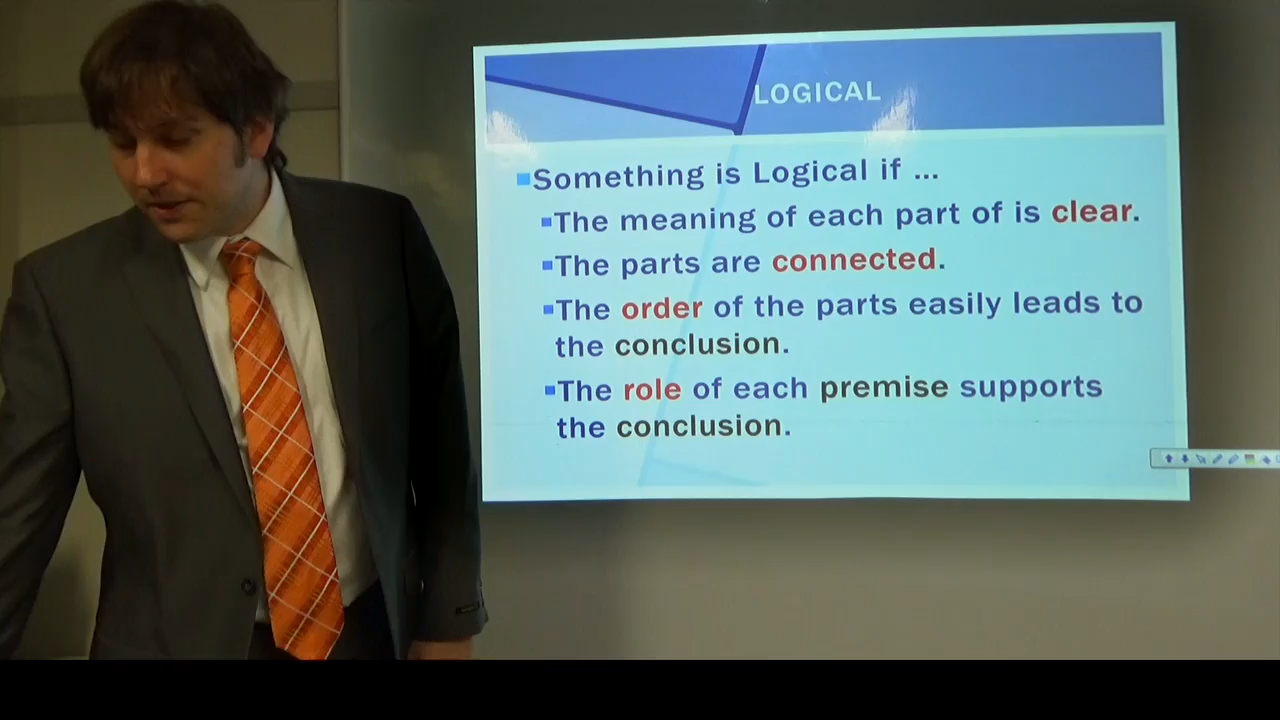 LOGICAL
Something is Logical if ...
The meaning of each part of is clear.
The parts are connected.
The order of the parts easily leads to
the conclusion.
The role of each premise supports
the conclusion.